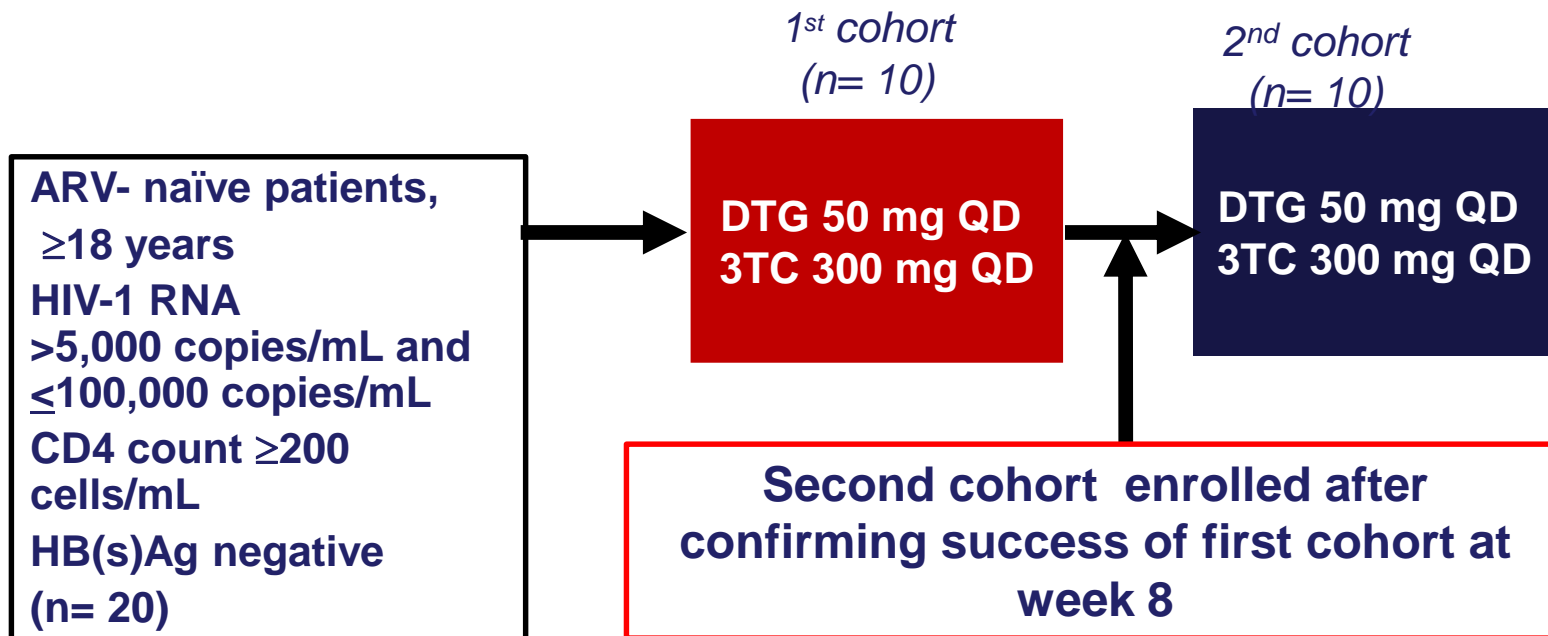 1st cohort
(n= 10)
2nd cohort
(n= 10)
ARV- naïve patients,
≥18 years
HIV-1 RNA
>5,000 copies/mL and
≤100,000 copies/mL
CD4 count ≥200
cells/mL
HB(s)Ag negative
(n= 20)
DTG 50 mg QD
3TC 300 mg QD
DTG 50 mg QD
3TC 300 mg QD
Second cohort enrolled after
confirming success of first cohort at
week 8